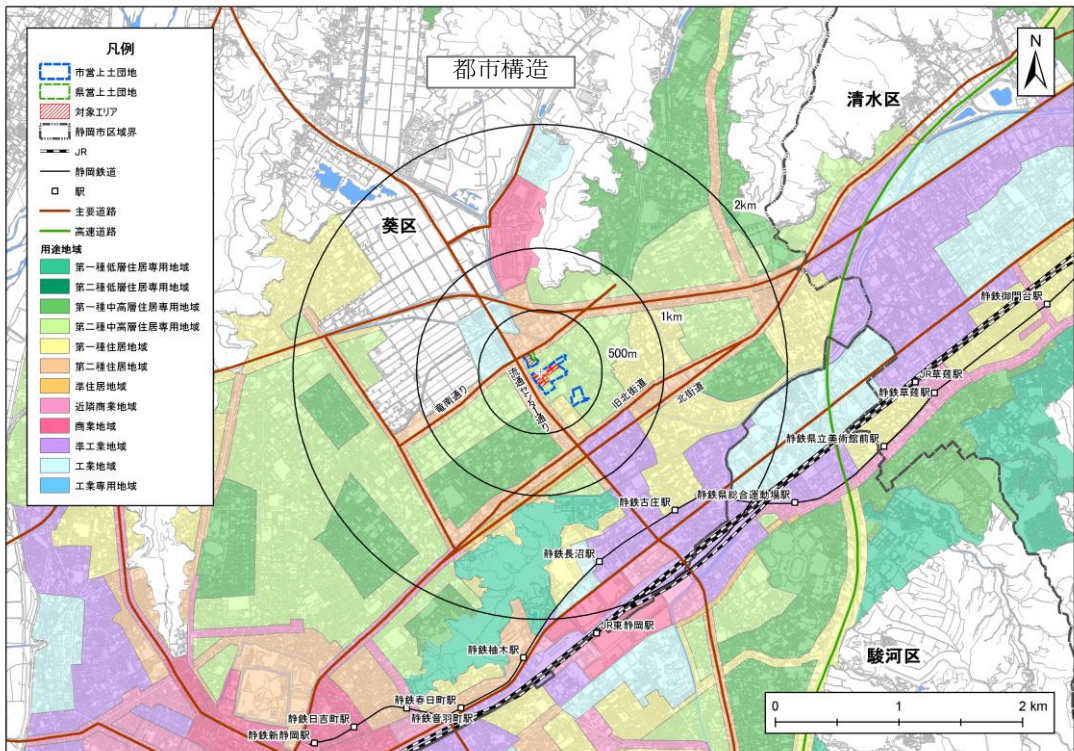 凡例
市営上土団地
県営上土団地
対象エリア
静岡市区域界
JR
静岡鉄道
駅
主要道路
高速道路
用途地域
第一種低層住居専用地域
第二種低層住居専用地域
第一種中高層住居専用地域
第二種中高層住居専用地域
第一種住居地域
第二種住居地域
準住居地域
近隣商業地域
商業地域
準工業地域
工業地域
工業専用地域
都市構造
N
清水区
葵区
2km
1km
500m
静鉄御門台駅
竜南通り
流通センター通り
旧北街道
北街道
JR草薙駅
静鉄草薙駅
静鉄県立美術館前駅
静鉄県総合運動場駅
静鉄古庄駅
静鉄長沼駅
JR東静岡駅
静鉄柚木駅
駿河区
静鉄春日町駅
静鉄音羽町駅
静鉄日吉町駅
静鉄新静岡駅
0 1 2 km